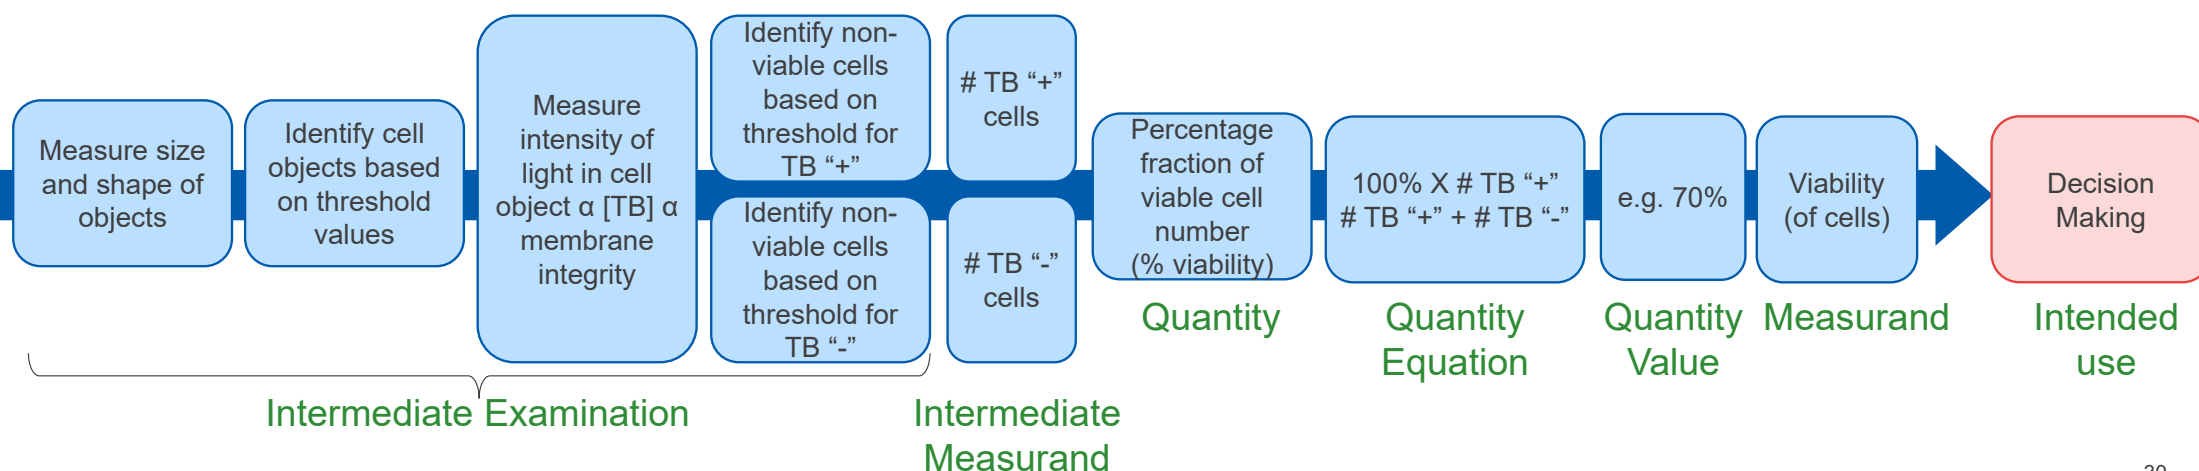 Measure size
and shape of
objects
Identify cell
objects based
on threshold
values
Measure
intensity of
light in cell
object α [TB] α
membrane
integrity
Identify non-
viable cells
based on
threshold for
TB “+”
Identify non-
viable cells
based on
threshold for
TB “-”
# TB “+”
cells
# TB “-”
cells
Percentage
fraction of
viable cell
number
(% viability)
100% X # TB “+”
# TB “+” + # TB “-”
e.g. 70%
Viability
(of cells)
Decision
Making
Intermediate Examination
Intermediate
Measurand
Quantity
Quantity
Equation
Quantity
Value
Measurand
Intended
use